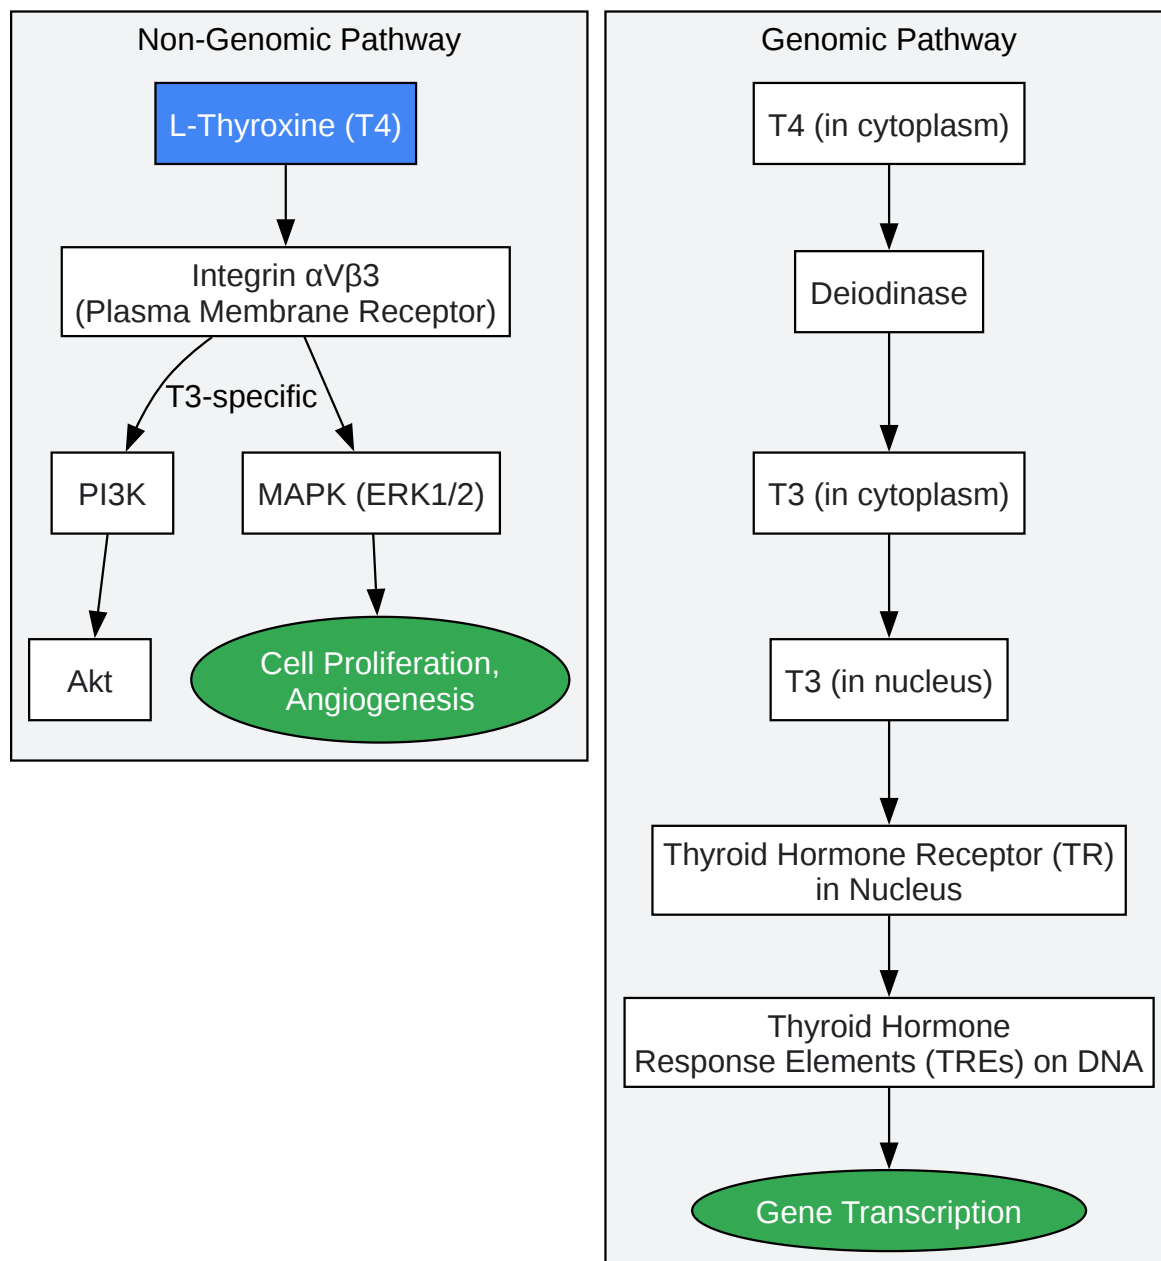 Non-Genomic Pathway
L-Thyroxine (T4)
Integrin αVβ3
(Plasma Membrane Receptor)
T3-specific
PI3K
MAPK (ERK1/2)
Akt
Cell Proliferation,
Angiogenesis
Genomic Pathway
T4 (in cytoplasm)
Deiodinase
T3 (in cytoplasm)
T3 (in nucleus)
Thyroid Hormone Receptor (TR)
in Nucleus
Thyroid Hormone
Response Elements (TREs) on DNA
Gene Transcription